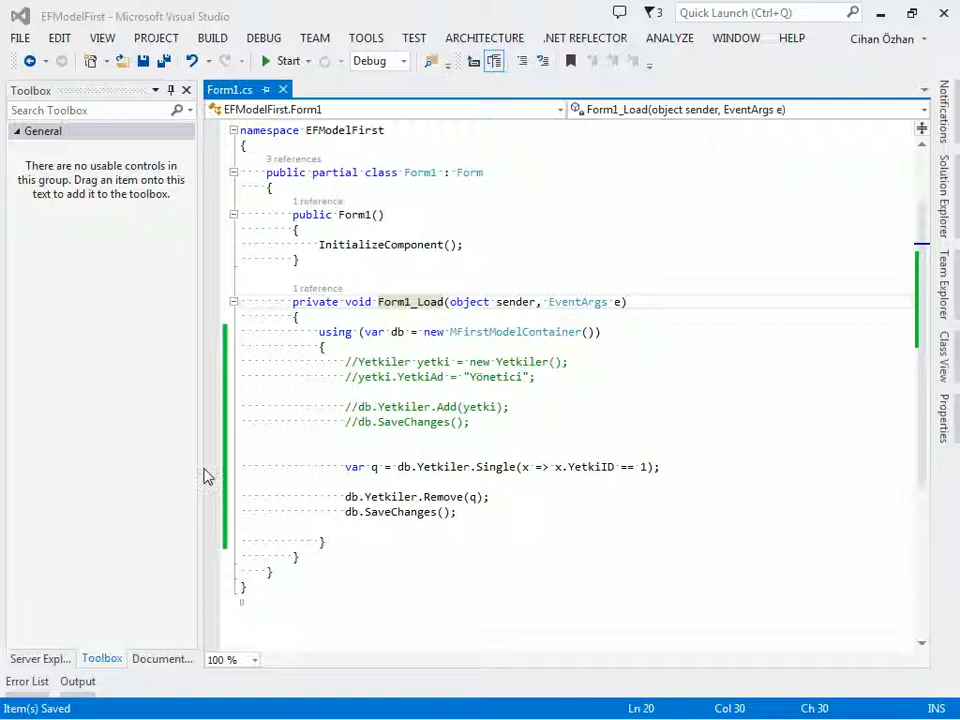 EFModelFirst - Microsoft Visual Studio
3
Quick Launch (Ctrl+Q)
FILE EDIT VIEW PROJECT BUILD DEBUG TEAM TOOLS TEST ARCHITECTURE .NET REFLECTOR ANALYZE WINDOW HELP Cihan Özhan
Start Debug
Toolbox
Search Toolbox
General
There are no usable controls in
this group. Drag an item onto this
text to add it to the toolbox.
Form1.cs
EFModelFirst.Form1
Form1_Load(object sender, EventArgs e)
namespace EFModelFirst
{
3 references
public partial class Form1 : Form
{
1 reference
public Form1()
{
InitializeComponent();
}
1 reference
private void Form1_Load(object sender, EventArgs e)
{
using (var db = new MFirstModelContainer())
{
//Yetkiler yetki = new Yetkiler();
//yetki.YetkiAd = "Yönetici";
//db.Yetkiler.Add(yetki);
//db.SaveChanges();
var q = db.Yetkiler.Single(x => x.YetkiID == 1);
db.Yetkiler.Remove(q);
db.SaveChanges();
}
}
}
}
100 %
Notifications
Solution Explorer
Team Explorer
Class View
Properties
Server Expl... Toolbox Document...
Error List Output
Item(s) Saved Ln 20 Col 30 Ch 30 INS